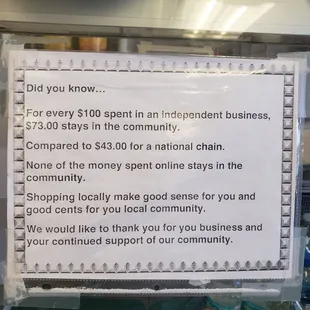 Did you know...
For every $100 spent in an independent business,
$73.00 stays in the community.
Compared to $43.00 for a national chain.
None of the money spent online stays in the
community.
Shopping locally make good sense for you and
good cents for you local community.
We would like to thank you for you business and
your continued support of our community.